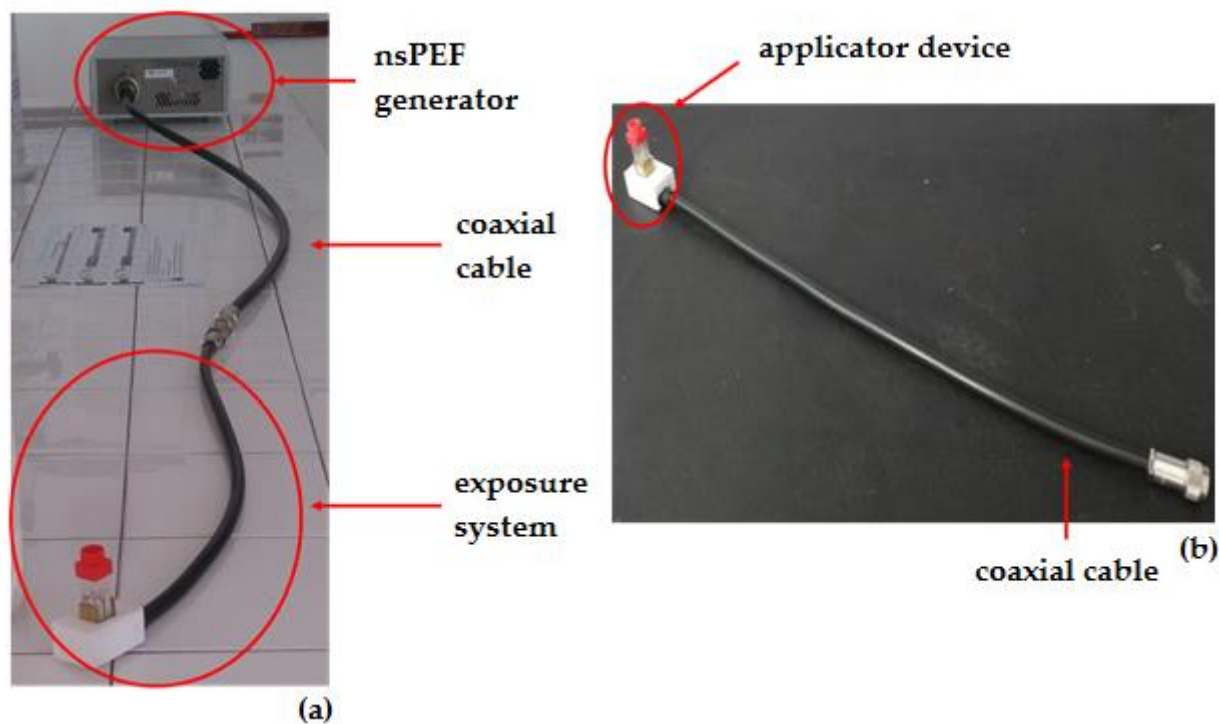 nsPEF
generator
coaxial
cable
exposure
system
(a)
applicator device
coaxial cable
(b)